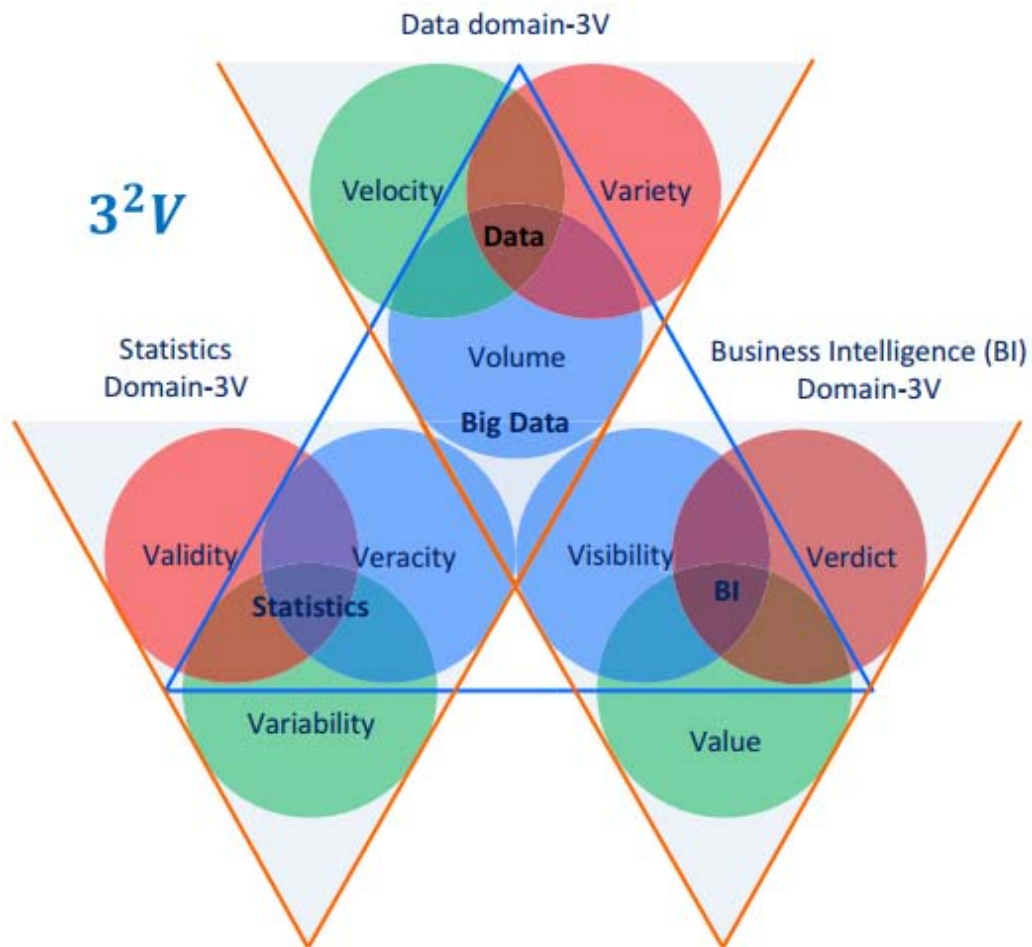 Data domain-3V
3²V
Velocity
Variety
Data
Volume
Big Data
Statistics
Domain-3V
Business Intelligence (BI)
Domain-3V
Validity
Veracity
Statistics
Variability
Visibility
Verdict
BI
Value